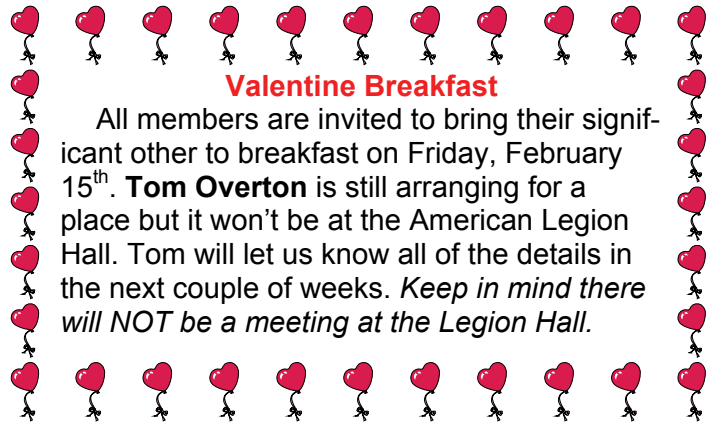 Valentine Breakfast
All members are invited to bring their signif-
icant other to breakfast on Friday, February
15th. Tom Overton is still arranging for a
place but it won’t be at the American Legion
Hall. Tom will let us know all of the details in
the next couple of weeks. Keep in mind there
will NOT be a meeting at the Legion Hall.